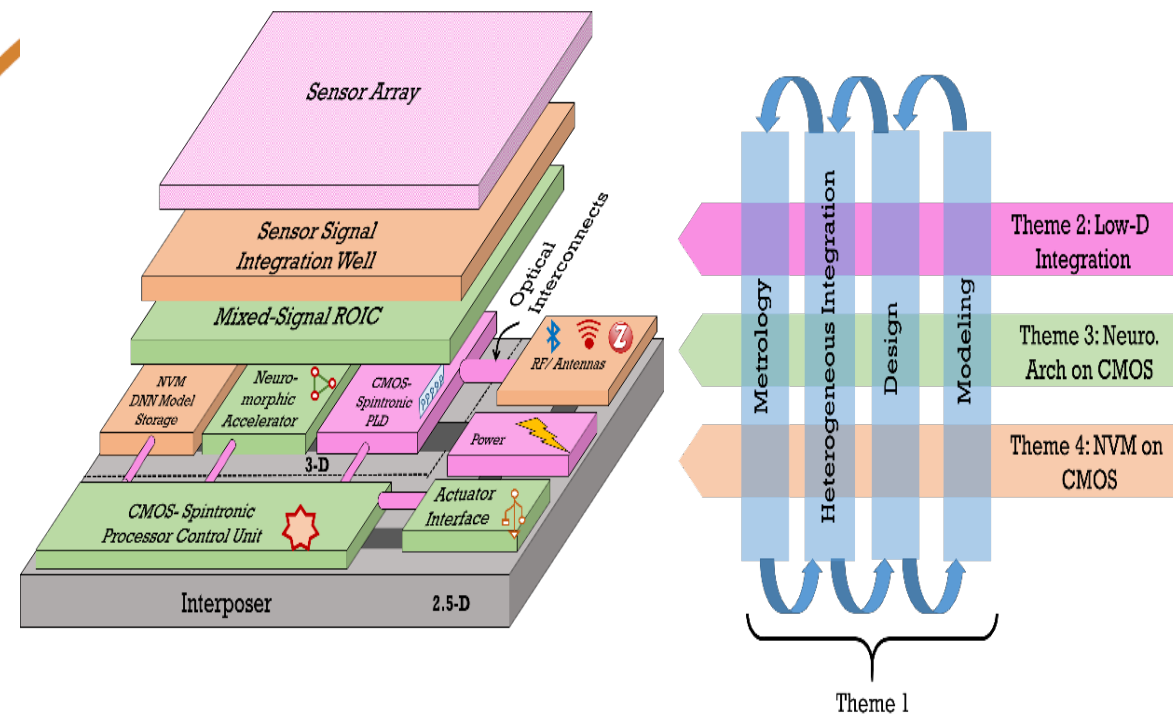 Sensor Array
Sensor Signal
Integration Well
Mixed-Signal ROIC
Optical
Interconnects
NVM
DNN Model
Storage
Neuro-
morphic
Accelerator
CMOS-
Spintronic
PLD
RF/ Antennas
Z
3-D
Power
CMOS- Spintronic
Processor Control Unit
Actuator
Interface
Interposer
2.5-D
Metrology
Heterogeneous Integration
Design
Modeling
Theme 2: Low-D
Integration
Theme 3: Neuro.
Arch on CMOS
Theme 4: NVM on
CMOS
Theme 1